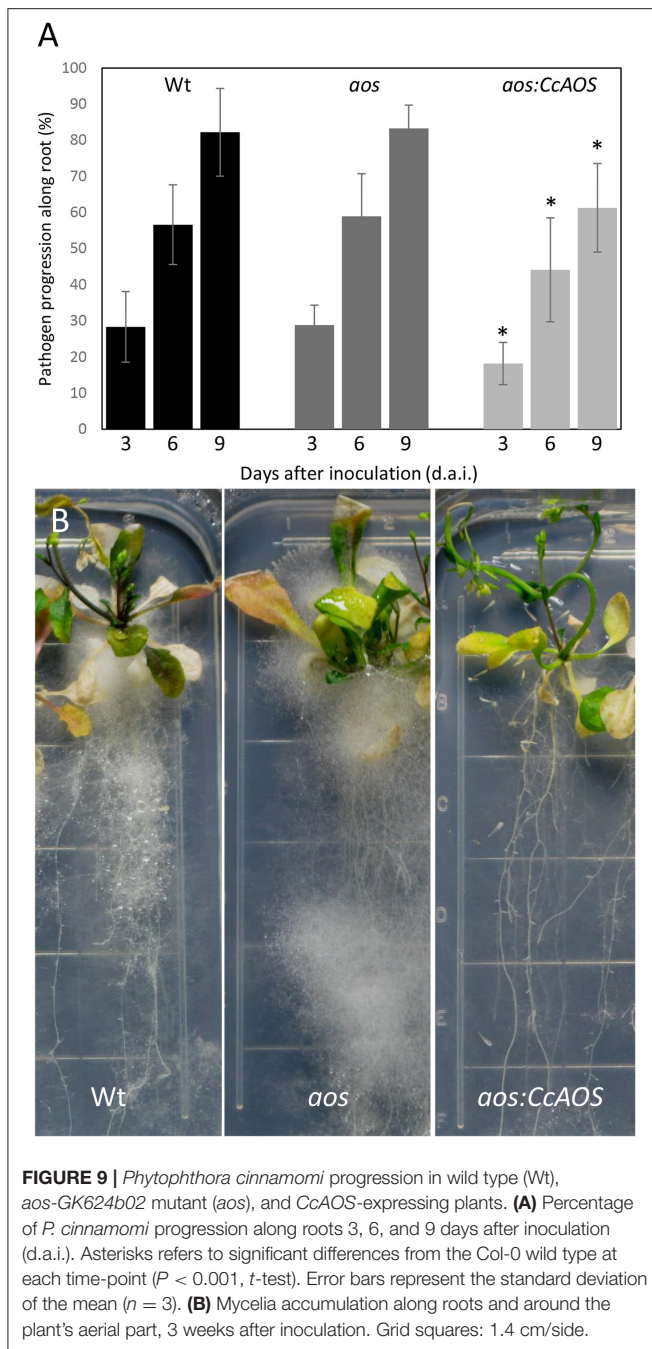 A
Pathogen progression along root (%)
100
90
80
70
60
50
40
30
20
10
0
Wt
aos
aos:CcAOS
*
*
*
3 6 9 3 6 9 3 6 9
Days after inoculation (d.a.i.)
B
Wt
aos
aos:CcAOS
B
C
D
E
F
FIGURE 9 | Phytophthora cinnamomi progression in wild type (Wt),
aos-GK624b02 mutant (aos), and CcAOS-expressing plants. (A) Percentage
of P. cinnamomi progression along roots 3, 6, and 9 days after inoculation
(d.a.i.). Asterisks refers to significant differences from the Col-0 wild type at
each time-point (P < 0.001, t-test). Error bars represent the standard deviation
of the mean (n = 3). (B) Mycelia accumulation along roots and around the
plant's aerial part, 3 weeks after inoculation. Grid squares: 1.4 cm/side.